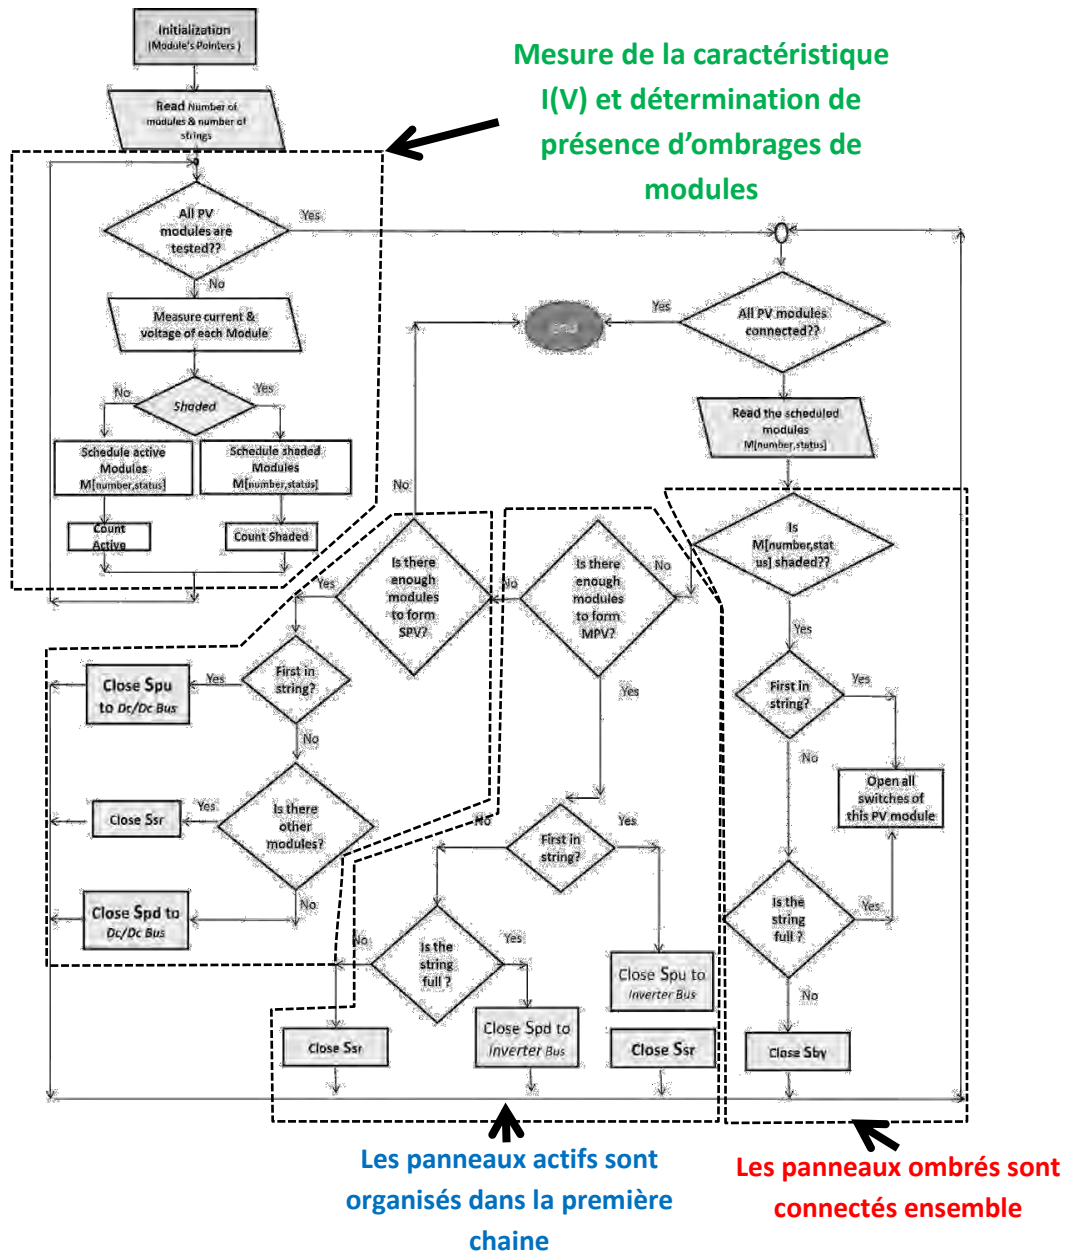 Initialization
(Module's Pointers )
Mesure de la caractéristique
I(V) et détermination de
présence d'ombrages de
modules
Read Number of
modules & number of
strings
All PV
modules are
tested??
Yes
No
Measure current &
voltage of each Module
Shaded
No
Yes
Schedule active
Modules
M[number,status]
Schedule shaded
Modules
M[number,status]
Count
Active
Count Shaded
end
Yes
All PV modules
connected??
Read the scheduled
modules
M[number,status]
No
Is
M[number,stat
us] shaded??
No
Yes
Is there
enough
modules
to form
MPV?
No
Yes
Is there
enough
modules
to form
SPV?
Yes
First in
string?
Yes
No
Close Spu
to Dc/Dc Bus
Is there
other
modules?
Yes
No
Close Ssr
Close Spd to
Dc/Dc Bus
First in
string?
No
Yes
Is the
string
full ?
No
Yes
Close Spu to
Inverter Bus
Close Ssr
Close Spd to
Inverter Bus
Close Ssr
First in
string?
Yes
No
Open all
switches of
this PV module
Is the
string
full ?
Yes
No
Close Sby
Les panneaux actifs sont
organisés dans la première
chaine
Les panneaux ombrés sont
connectés ensemble